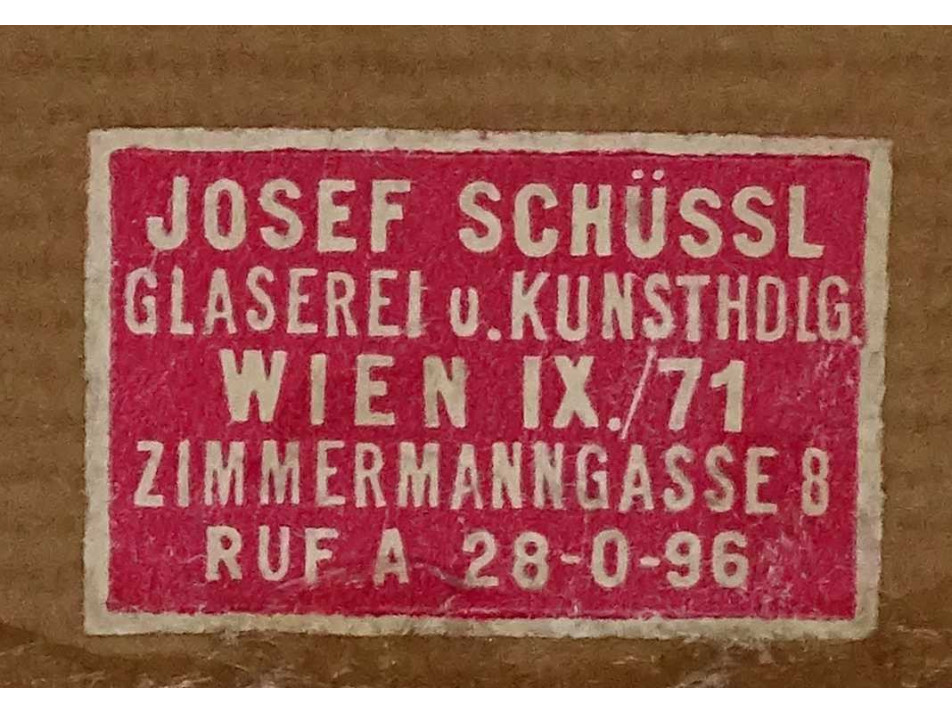 JOSEF SCHÜSSL
GLASEREI u. KUNSTHDLG.
WIEN IX./71
ZIMMERMANNGASSE 8
RUF A 28-0-96